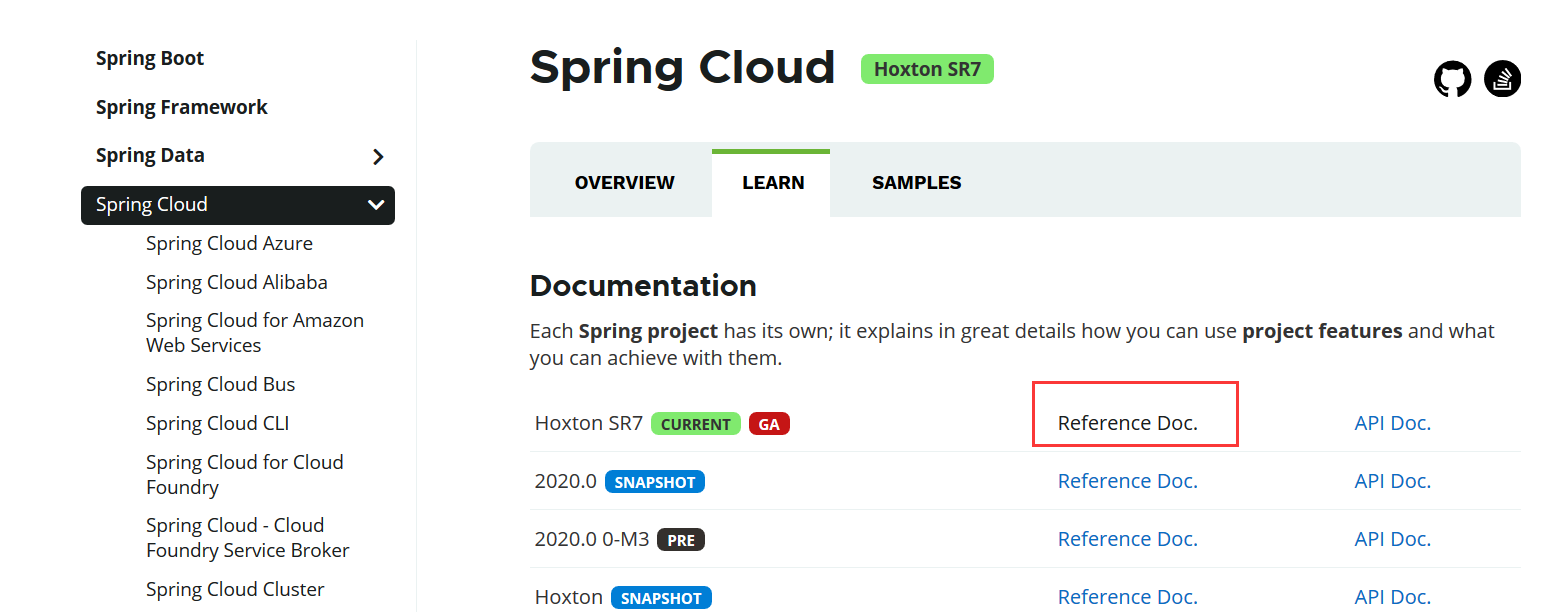 Spring Boot
Spring Framework
Spring Data
Spring Cloud
Spring Cloud Azure
Spring Cloud Alibaba
Spring Cloud for Amazon
Web Services
Spring Cloud Bus
Spring Cloud CLI
Spring Cloud for Cloud
Foundry
Spring Cloud - Cloud
Foundry Service Broker
Spring Cloud Cluster
Spring Cloud Hoxton SR7
OVERVIEW LEARN SAMPLES
Documentation
Each Spring project has its own; it explains in great details how you can use project features and what
you can achieve with them.
Hoxton SR7 CURRENT GA Reference Doc. API Doc.
2020.0 SNAPSHOT Reference Doc. API Doc.
2020.0 0-M3 PRE Reference Doc. API Doc.
Hoxton SNAPSHOT Reference Doc. API Doc.